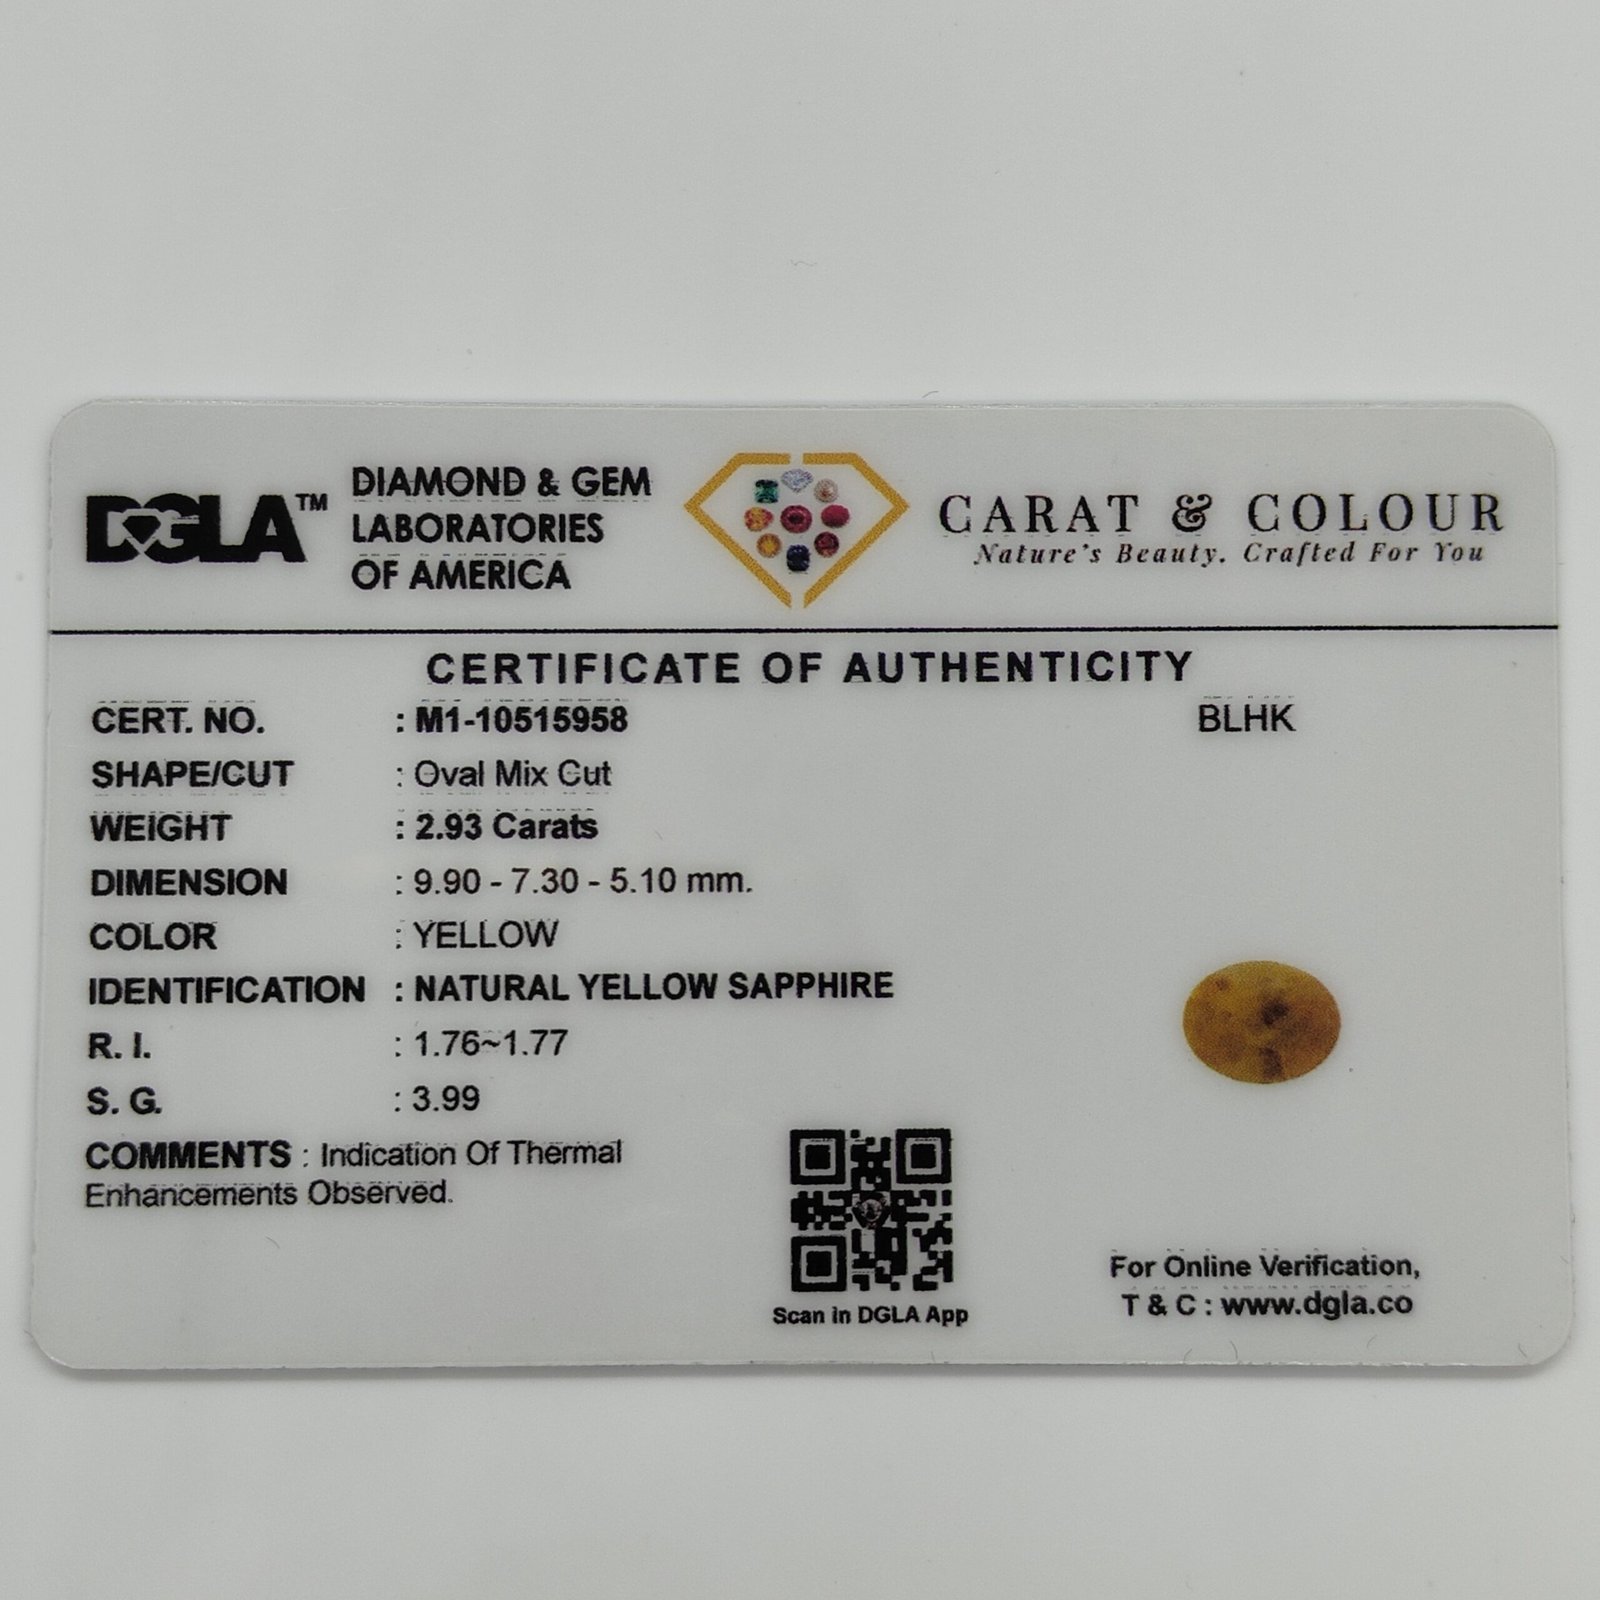 DGLA™
DIAMOND & GEM
LABORATORIES
OF AMERICA
CARAT & COLOUR
Nature's Beauty. Crafted For You
CERTIFICATE OF AUTHENTICITY
CERT. NO. : M1-10515958
BLHK
SHAPE/CUT : Oval Mix Cut
WEIGHT : 2.93 Carats
DIMENSION : 9.90 - 7.30 - 5.10 mm.
COLOR : YELLOW
IDENTIFICATION : NATURAL YELLOW SAPPHIRE
R. I. : 1.76~1.77
S. G. : 3.99
COMMENTS : Indication Of Thermal
Enhancements Observed.
Scan in DGLA App
For Online Verification,
T & C : www.dgla.co